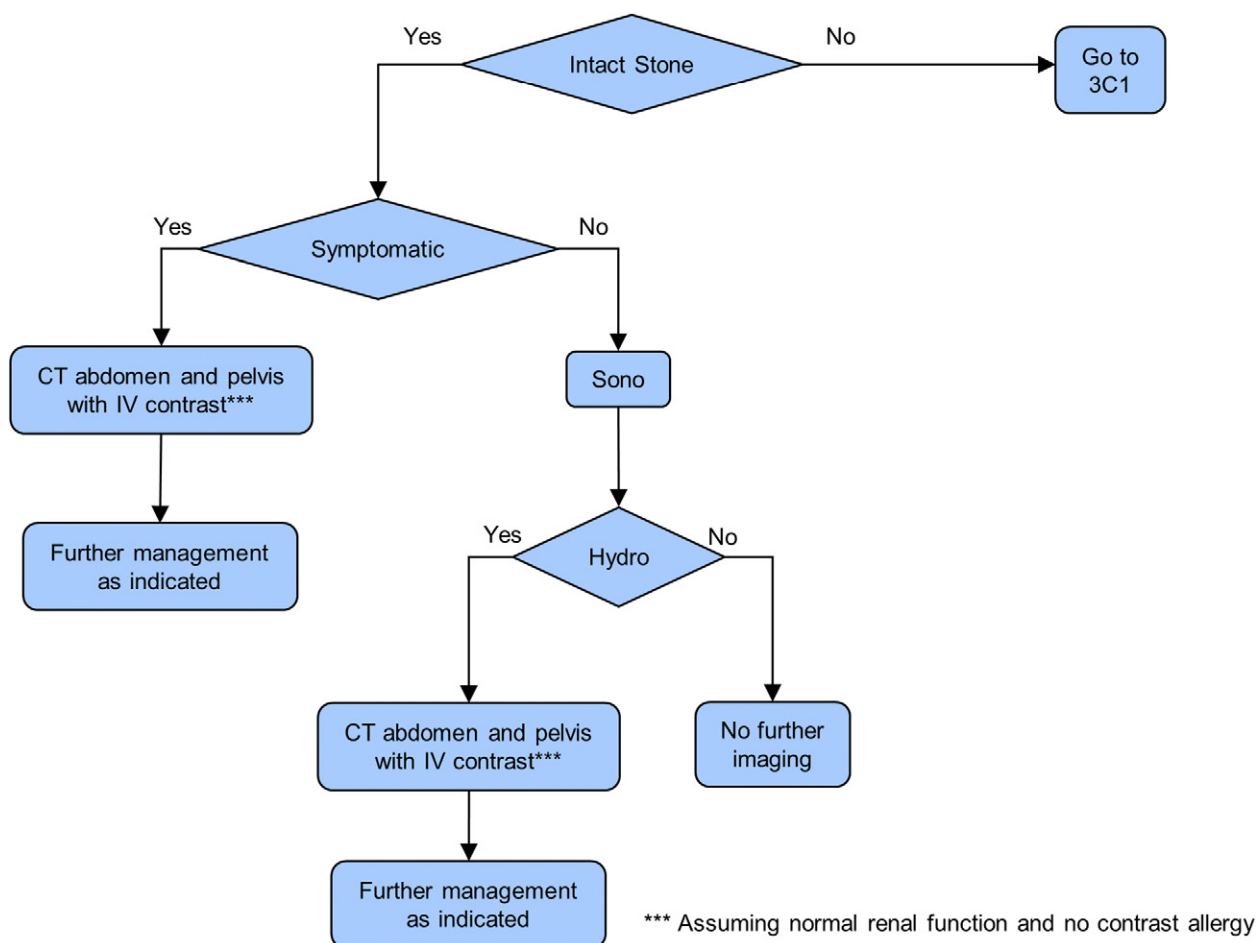 Yes
No
Intact Stone
Go to
3C1
Yes
No
Symptomatic
CT abdomen and pelvis
with IV contrast***
Sono
Further management
as indicated
Yes
No
Hydro
CT abdomen and pelvis
with IV contrast***
No further
imaging
Further management
as indicated
*** Assuming normal renal function and no contrast allergy